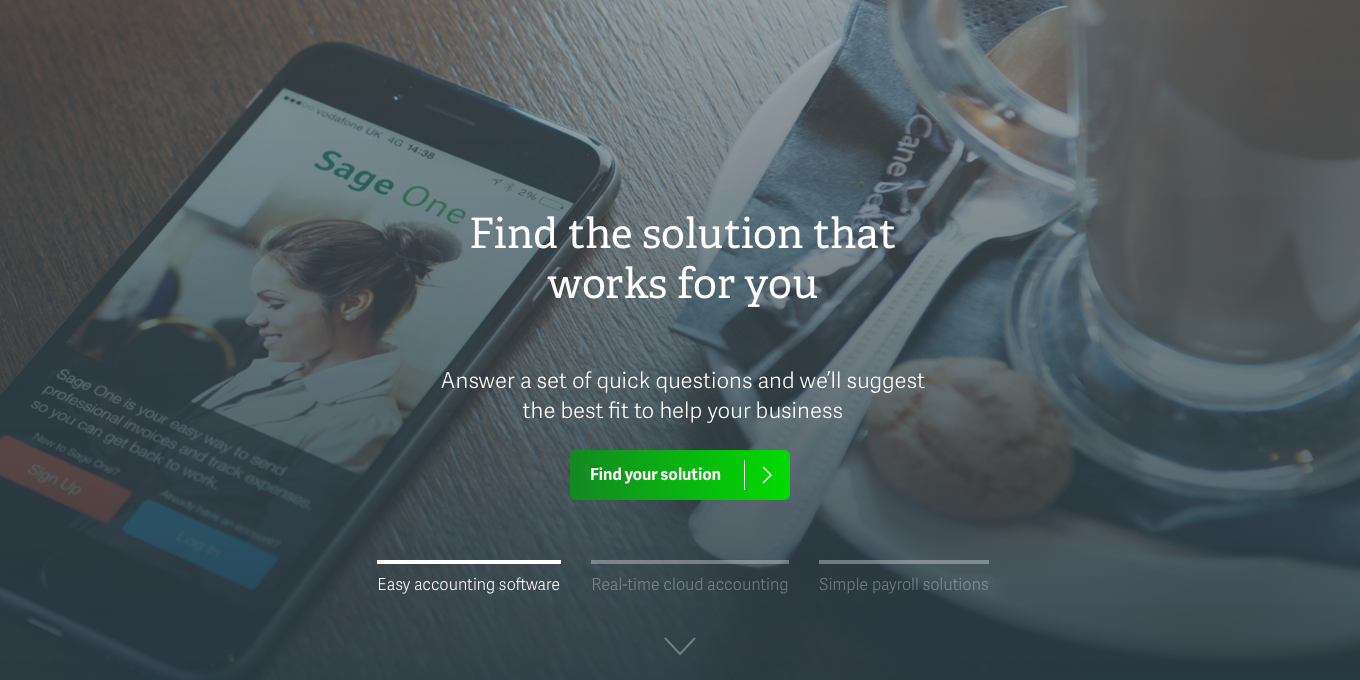 vodafone UK 4G 14:38
2%
Sage One
Find the solution that
works for you
Cane
Sage One is your easy way to send
professional invoices and track expenses,
so you can get back to work.
New to Sage One?
Already have an account?
Sign Up
Log In
Answer a set of quick questions and we'll suggest
the best fit to help your business
Find your solution
Easy accounting software
Real-time cloud accounting
Simple payroll solutions